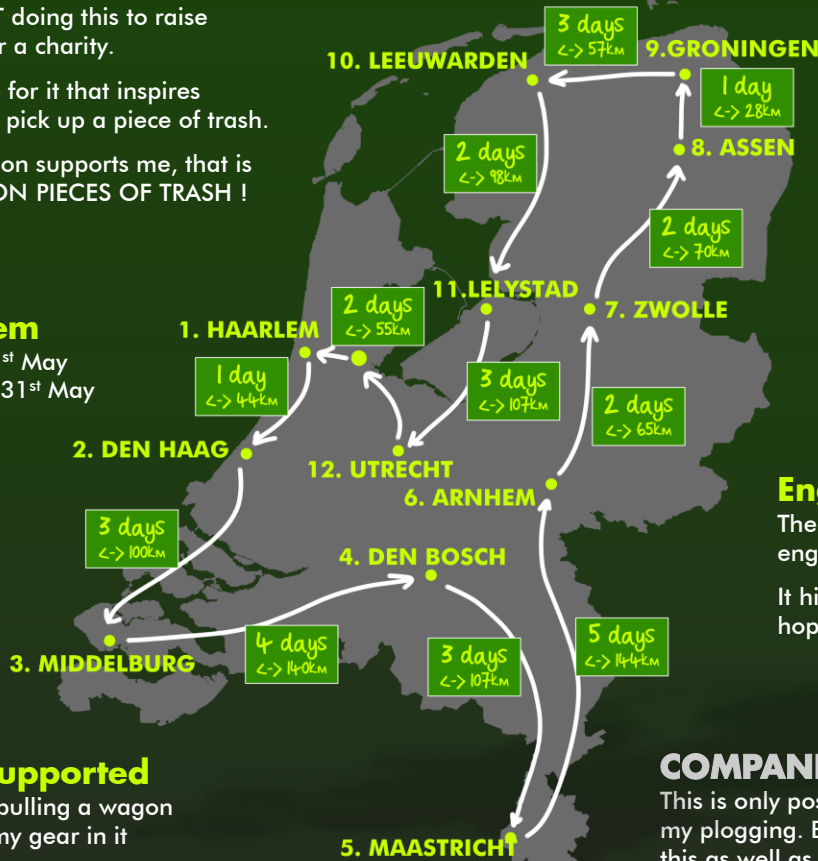 T doing this to raise
r a charity.
for it that inspires
pick up a piece of trash.
on supports me, that is
ON PIECES OF TRASH !
3 days
<-> 57km
9.GRONINGEN
10. LEEUWARDEN
1 day
<-> 28km
2 days
<-> 98km
8. ASSEN
2 days
<-> 70km
11.LELYSTAD
7. ZWOLLE
2 days
<-> 55km
1. HAARLEM
em
st May
31st May
1 day
<-> 44km
3 days
<-> 107km
2 days
<-> 65km
2. DEN HAAG
12. UTRECHT
6. ARNHEM
Eng
The
eng
It hi
hop
3 days
<-> 100km
4. DEN BOSCH
3. MIDDELBURG
4 days
<-> 140km
3 days
<-> 107km
5 days
<-> 144km
upported
pulling a wagon
my gear in it
COMPANI
This is only pos
my plogging. B
this as well as
5. MAASTRICHT